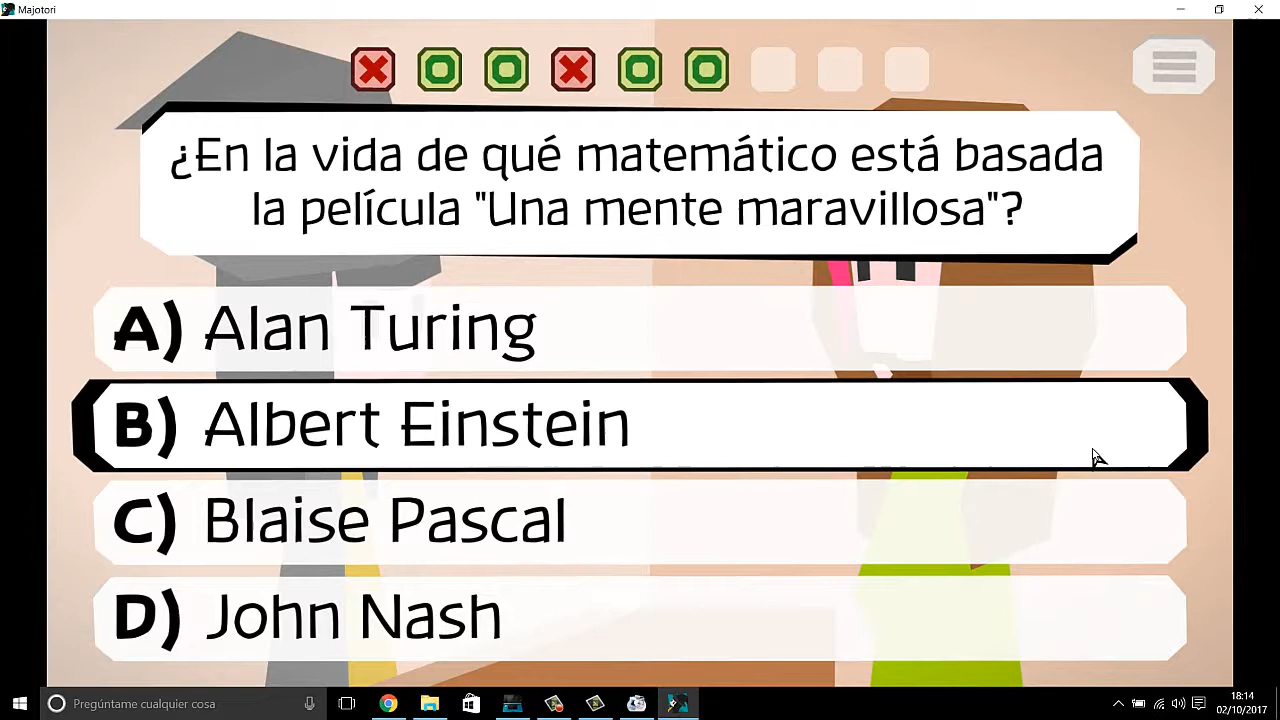 Majotori
¿En la vida de qué matemático está basada
la película "Una mente maravillosa"?
A) Alan Turing
B) Albert Einstein
C) Blaise Pascal
D) John Nash
Pregúntame cualquier cosa
18:14
02/10/2017